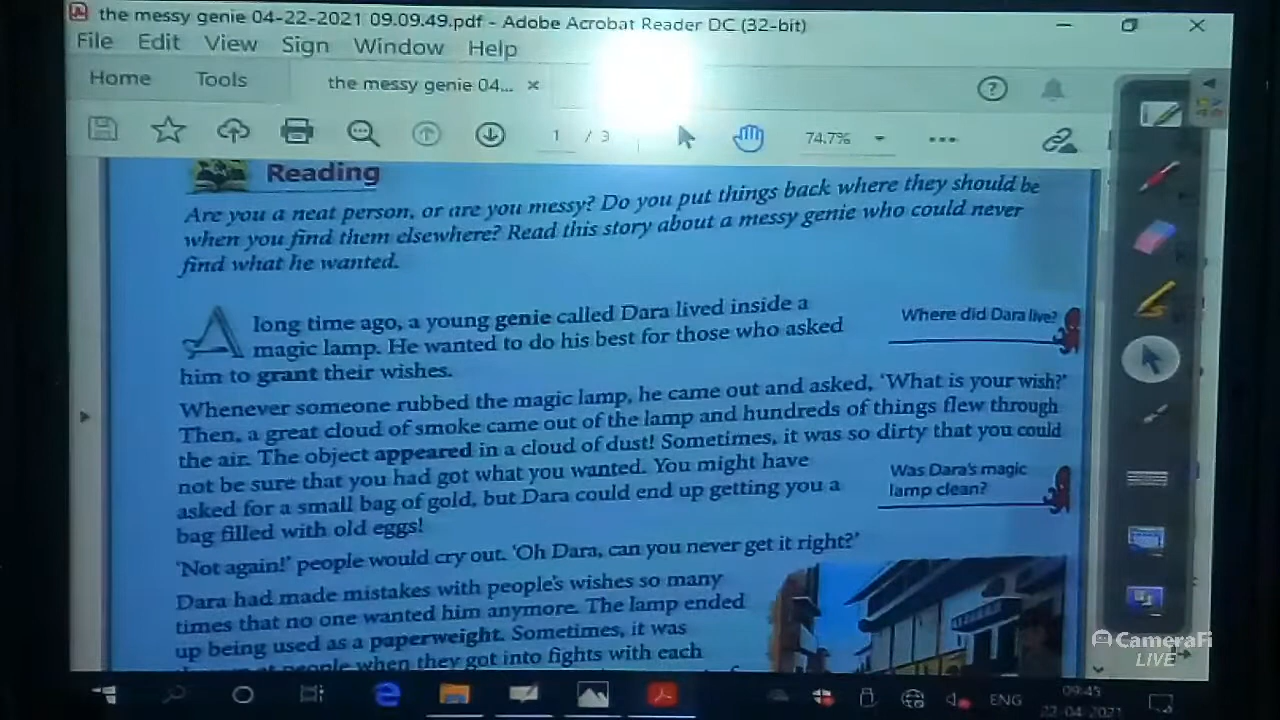 the messy genie 04-22-2021 09.09.49.pdf - Adobe Acrobat Reader DC (32-bit)
File Edit View Sign Window Help
Home Tools the messy genie 04... ×
1 / 3 74.7%
Reading
Are you a neat person, or are you messy? Do you put things back where they should be
when you find them elsewhere? Read this story about a messy genie who could never
find what he wanted.
A long time ago, a young genie called Dara lived inside a
magic lamp. He wanted to do his best for those who asked
him to grant their wishes.
Where did Dara live?
Whenever someone rubbed the magic lamp, he came out and asked, ‘What is your wish?’
Then, a great cloud of smoke came out of the lamp and hundreds of things flew through
the air. The object appeared in a cloud of dust! Sometimes, it was so dirty that you could
not be sure that you had got what you wanted. You might have
asked for a small bag of gold, but Dara could end up getting you a
bag filled with old eggs!
Was Dara's magic
lamp clean?
‘Not again!’ people would cry out. ‘Oh Dara, can you never get it right?’
Dara had made mistakes with people's wishes so many
times that no one wanted him anymore. The lamp ended
up being used as a paperweight. Sometimes, it was
people when they got into fights with each
CameraFi
LIVE
ENG
09:45
22-04-2021